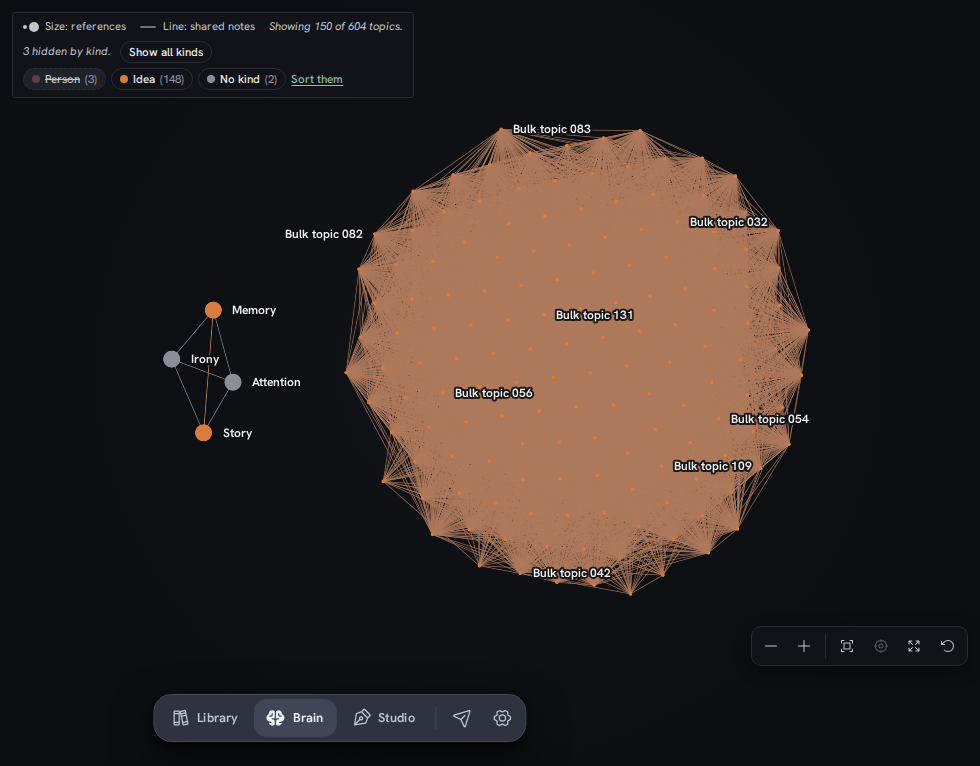 Size: references Line: shared notes Showing 150 of 604 topics.
3 hidden by kind. Show all kinds
Person (3) Idea (148) No kind (2) Sort them
Bulk topic 083
Bulk topic 032
Bulk topic 082
Memory
Bulk topic 131
Irony
Attention
Bulk topic 056
Bulk topic 054
Story
Bulk topic 109
Bulk topic 042
Library Brain Studio